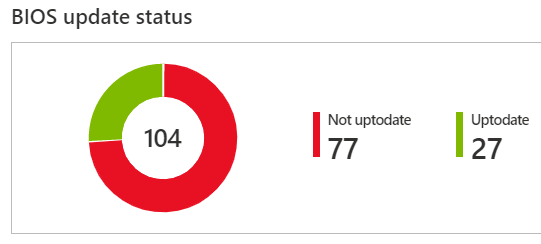 BIOS update status
104
Not uptodate
77
Uptodate
27